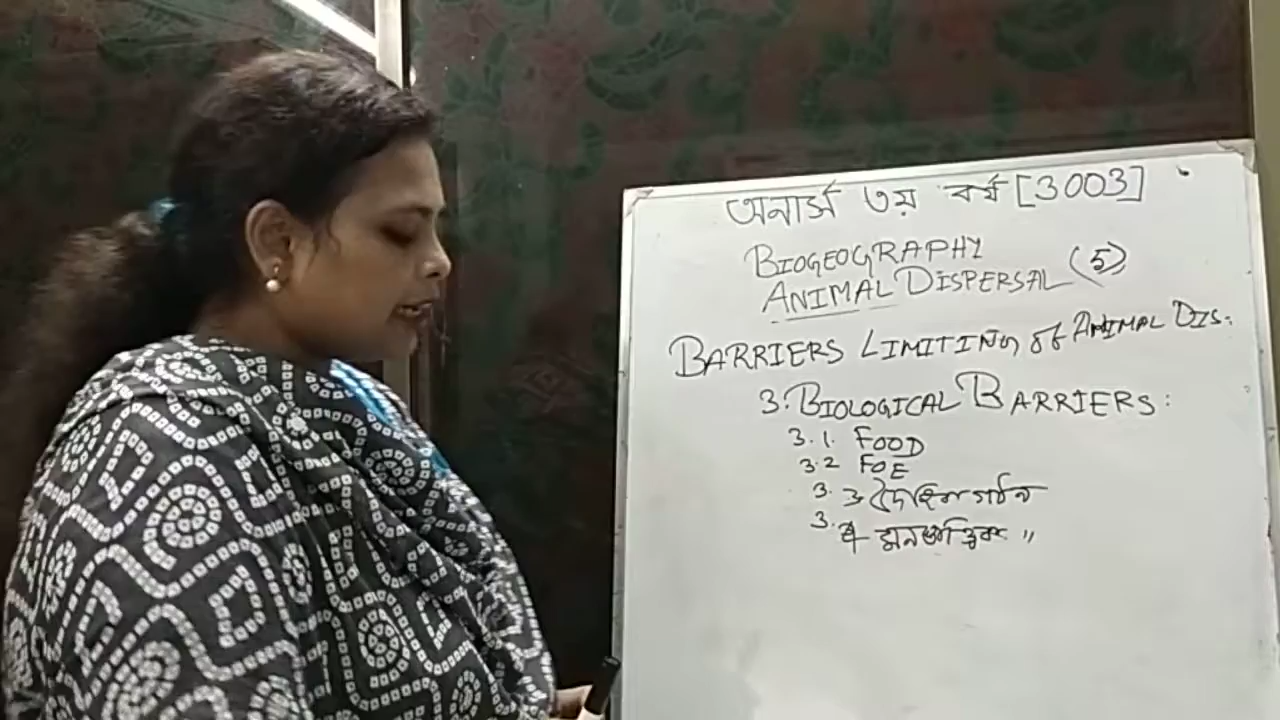 অনার্স ৩য় বর্ষ [3003]
BIOGEOGRAPHY
ANIMAL DISPERSAL (5)
BARRIERS LIMITING of ANIMAL DIS:
3. BIOLOGICAL BARRIERS:
3.1. FOOD
3.2 FOE
3.3 দৈহিক গঠন
3.4 মনস্তাত্ত্বিক "